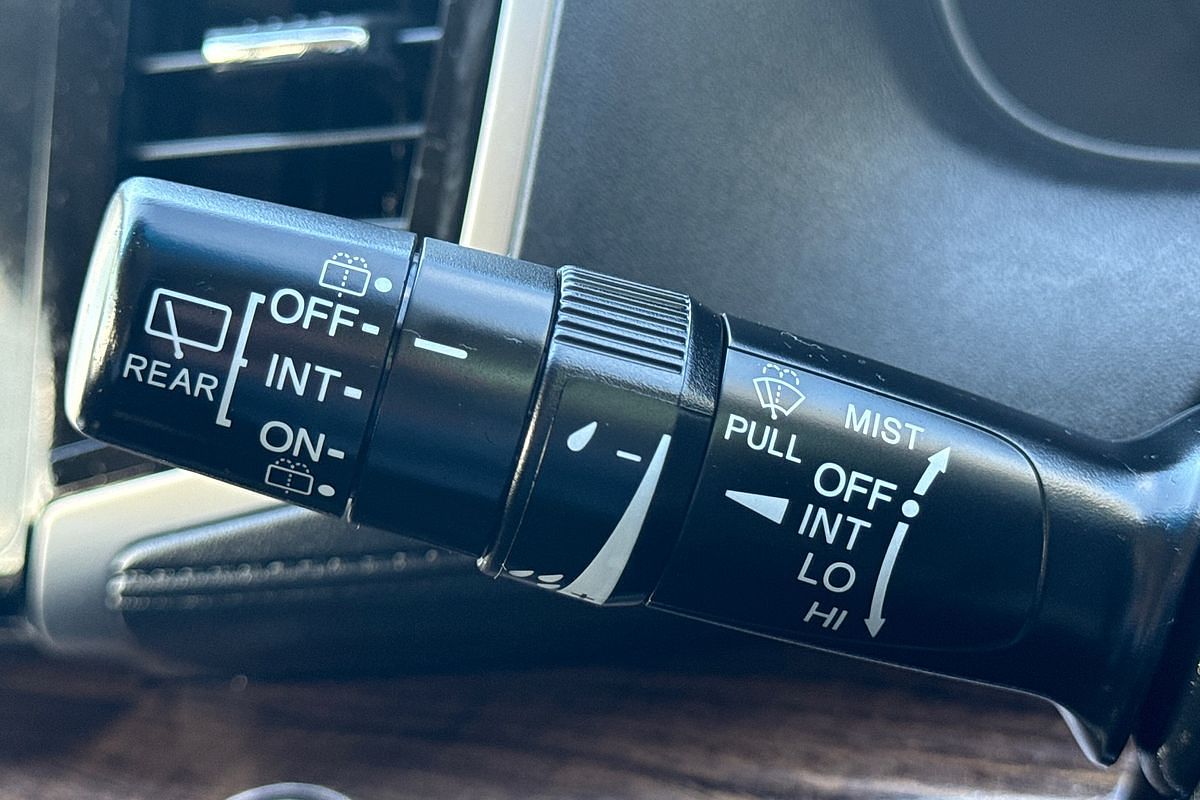 REAR
OFF
INT
ON
PULL
MIST
OFF
INT
LO
HI